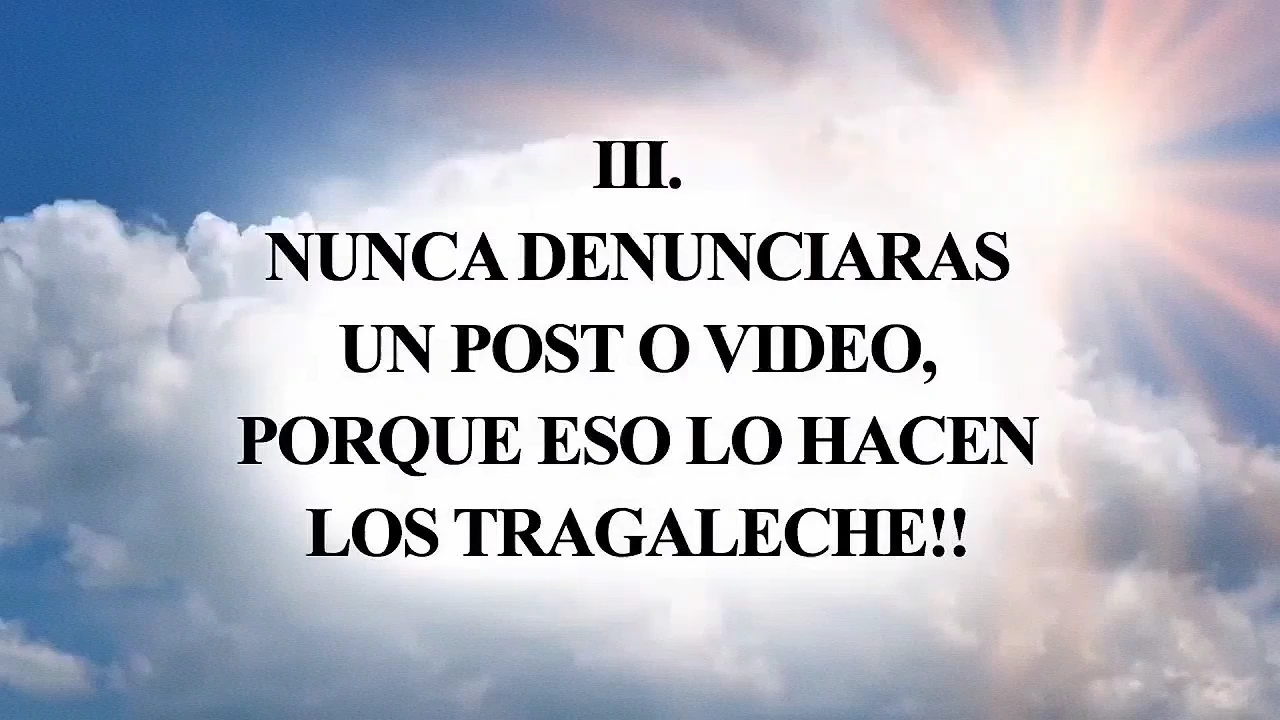 III.
NUNCA DENUNCIARAS
UN POST O VIDEO,
PORQUE ESO LO HACEN
LOS TRAGALECHE!!